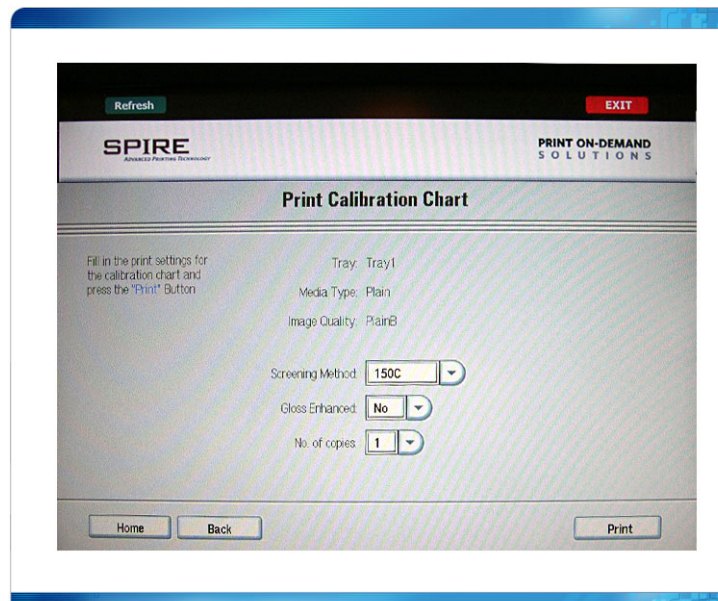 Refresh
EXIT
SPIRE
ADVANCED PRINTING TECHNOLOGY
PRINT ON-DEMAND
SOLUTIONS
Print Calibration Chart
Fill in the print settings for
the calibration chart and
press the "Print" Button
Tray: Tray1
Media Type: Plain
Image Quality: PlainB
Screening Method: 150C
Gloss Enhanced: No
No. of copies: 1
Home
Back
Print